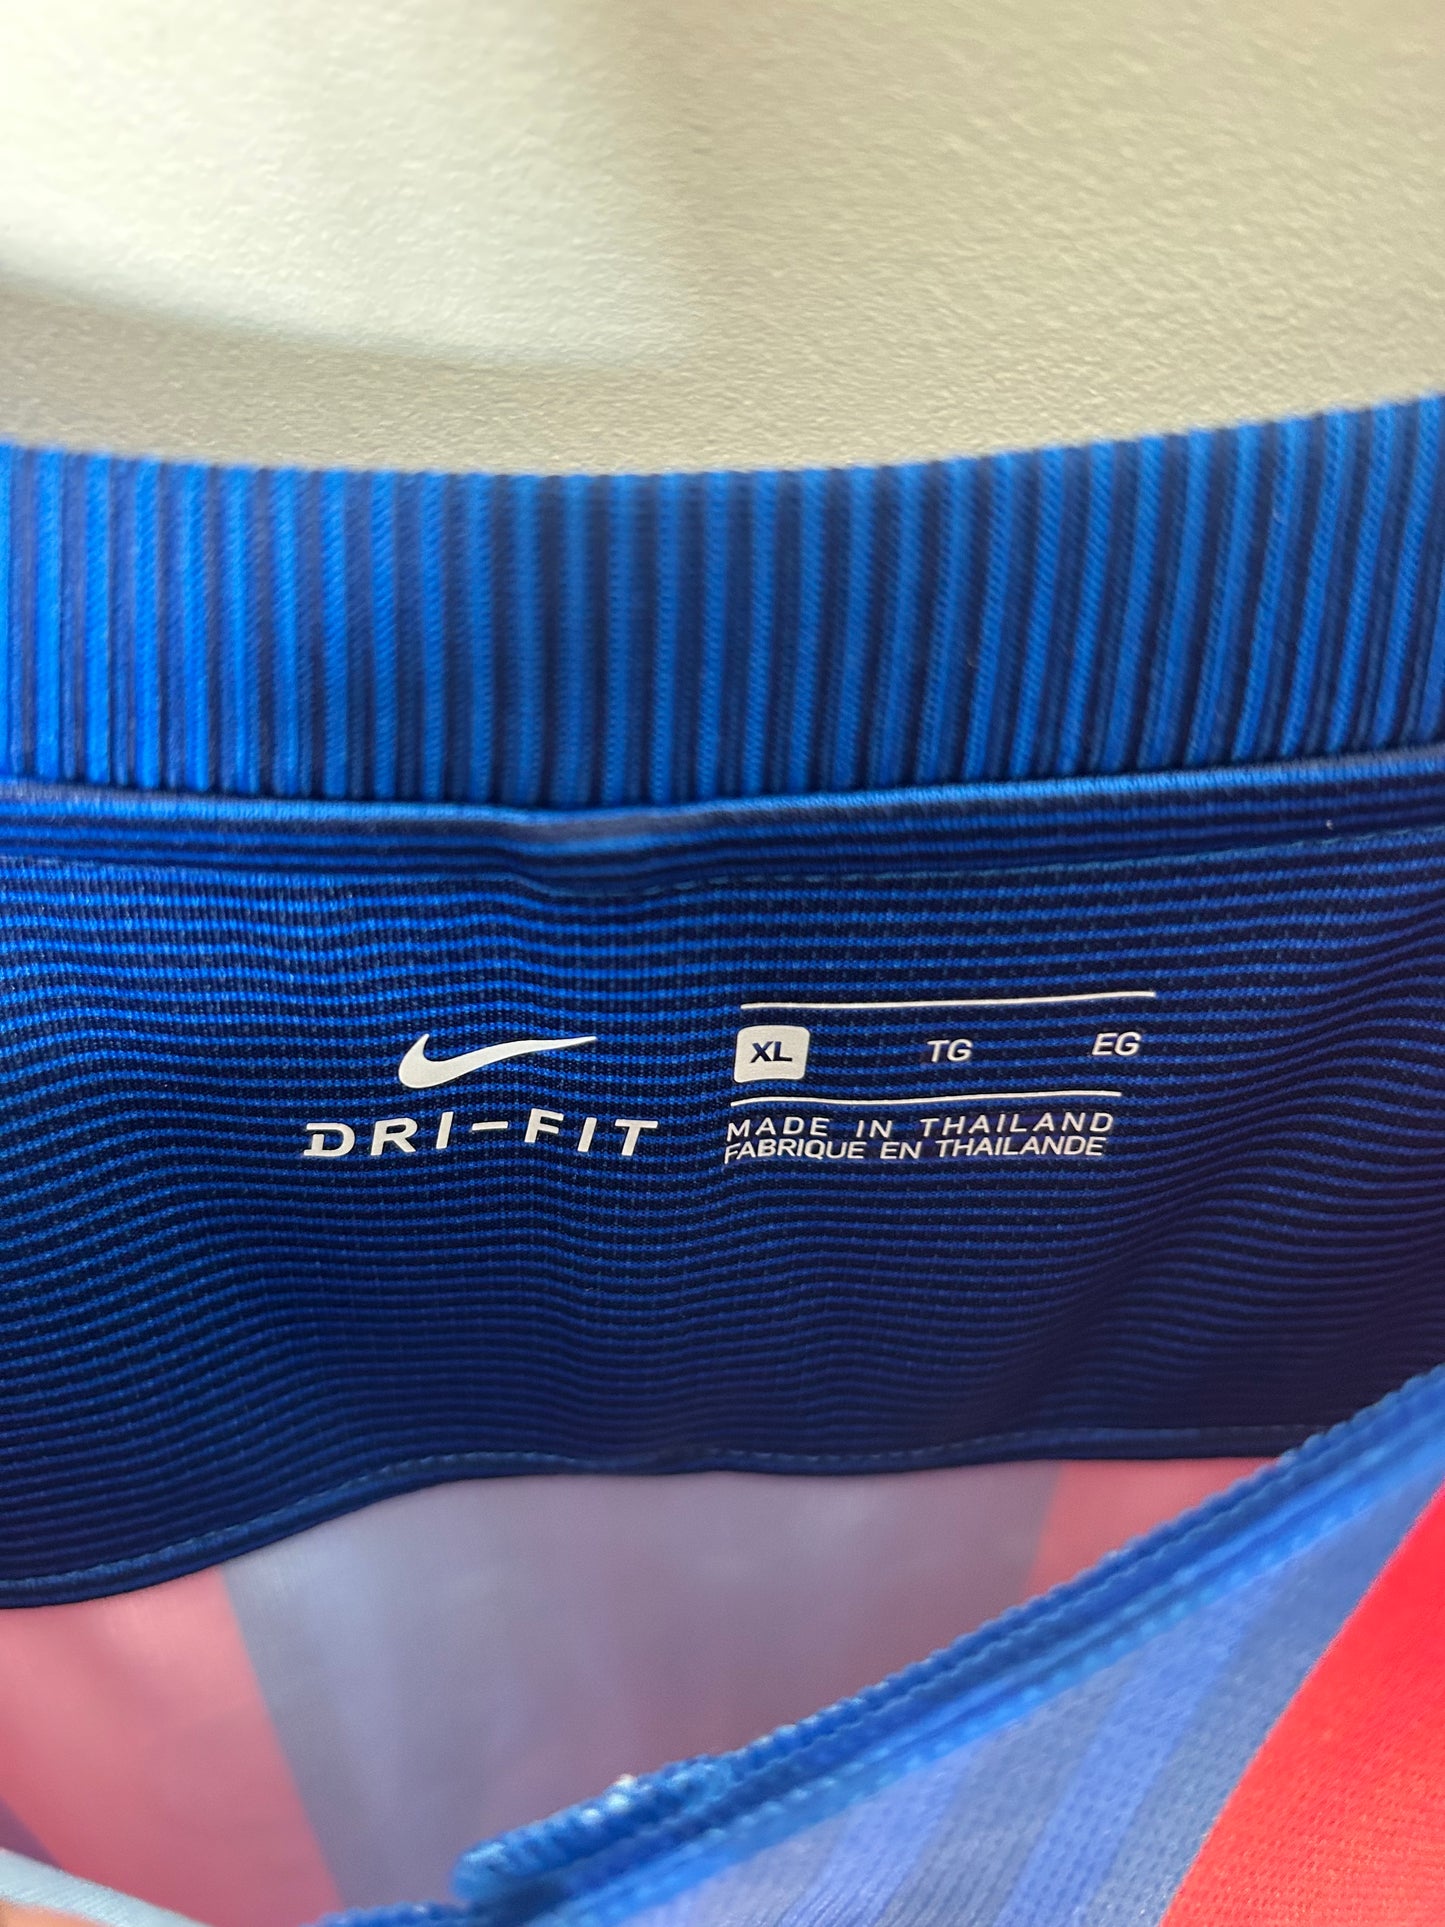 DRI-FIT
XL TG EG
MADE IN THAILAND
FABRIQUE EN THAILANDE